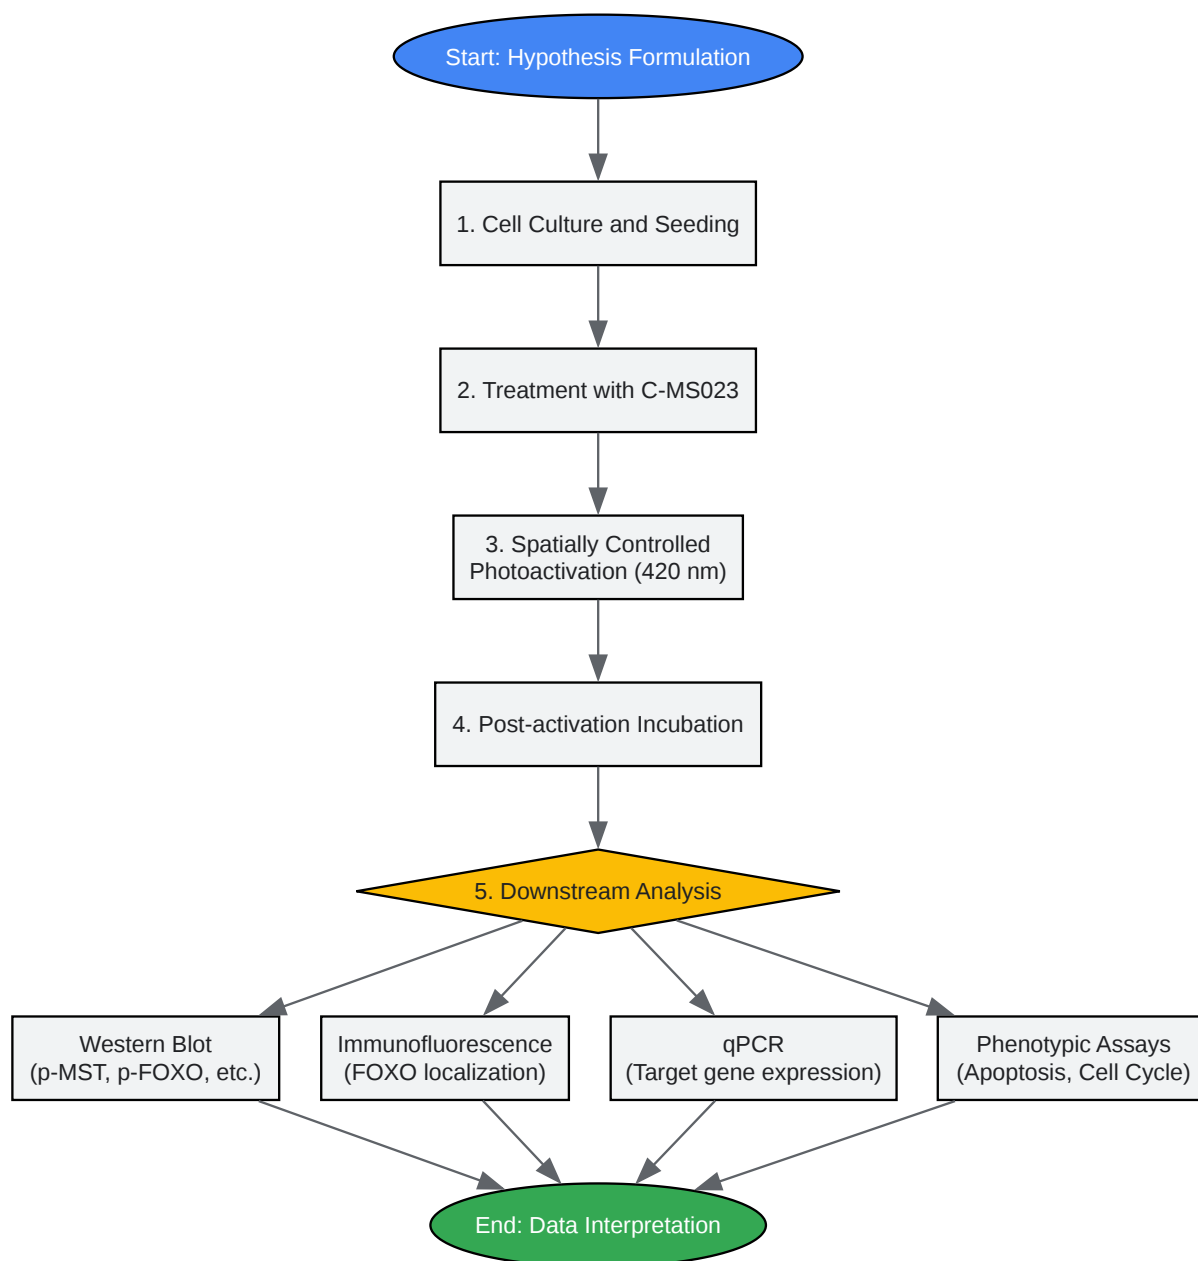 Start: Hypothesis Formulation
1. Cell Culture and Seeding
2. Treatment with C-MS023
3. Spatially Controlled
Photoactivation (420 nm)
4. Post-activation Incubation
5. Downstream Analysis
Western Blot
(p-MST, p-FOXO, etc.)
Immunofluorescence
(FOXO localization)
qPCR
(Target gene expression)
Phenotypic Assays
(Apoptosis, Cell Cycle)
End: Data Interpretation